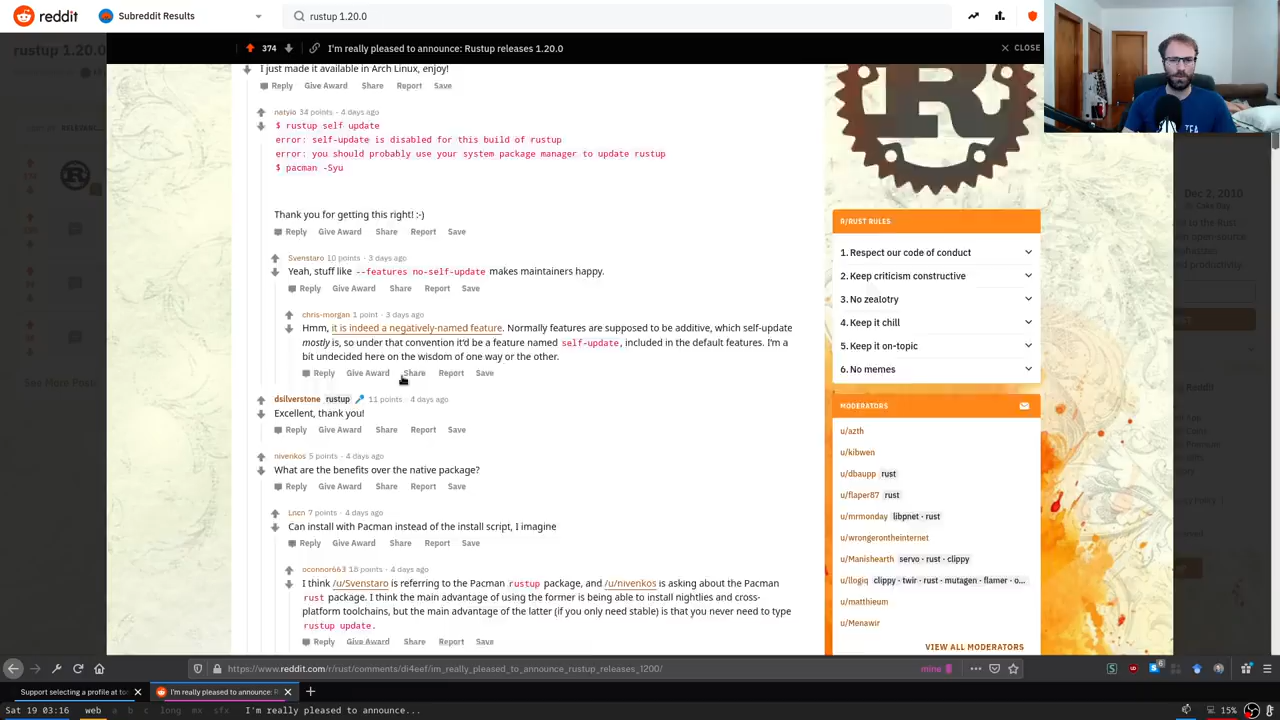 reddit
Subreddit Results
rustup 1.20.0
rustup 1.20.0
374
I'm really pleased to announce: Rustup releases 1.20.0
CLOSE
I just made it available in Arch Linux, enjoy!
Reply Give Award Share Report Save
natyio 34 points · 4 days ago
$ rustup self update
error: self-update is disabled for this build of rustup
error: you should probably use your system package manager to update rustup
$ pacman -Syu
Thank you for getting this right! :-)
Reply Give Award Share Report Save
Svenstaro 10 points · 3 days ago
Yeah, stuff like --features no-self-update makes maintainers happy.
Reply Give Award Share Report Save
chris-morgan 1 point · 3 days ago
Hmm, it is indeed a negatively-named feature. Normally features are supposed to be additive, which self-update
mostly is, so under that convention it'd be a feature named self-update, included in the default features. I'm a
bit undecided here on the wisdom of one way or the other.
Reply Give Award Share Report Save
dsilverstone rustup 11 points · 4 days ago
Excellent, thank you!
Reply Give Award Share Report Save
nivenkos 5 points · 4 days ago
What are the benefits over the native package?
Reply Give Award Share Report Save
7 points · 4 days ago
Can install with Pacman instead of the install script, I imagine
Reply Give Award Share Report Save
oconnor663 18 points · 4 days ago
I think /u/Svenstaro is referring to the Pacman rustup package, and /u/nivenkos is asking about the Pacman
rust package. I think the main advantage of using the former is being able to install nightlies and cross-
platform toolchains, but the main advantage of the latter (if you only need stable) is that you never need to type
rustup update.
Reply Give Award Share Report Save
R
R/RUST RULES
1. Respect our code of conduct
2. Keep criticism constructive
3. No zealotry
4. Keep it chill
5. Keep it on-topic
6. No memes
MODERATORS
u/azth
u/kibwen
u/dbaupp rust
u/flaper87 rust
u/mrmonday libpnet · rust
u/wrongerontheinternet
u/Manishearth servo · rust · clippy
u/llogiq clippy · twir · rust · mutagen · flamer · o...
u/matthieum
u/Menawir
VIEW ALL MODERATORS
Dec 2, 2010
Cake Day
See More Post
TEA
https://www.reddit.com/r/rust/comments/di4eef/im_really_pleased_to_announce_rustup_releases_1200/
mine
6
Support selecting a profile at to
I'm really pleased to announce: R
Sat 19 03:16 web a b c long mx sfx I'm really pleased to announce...
15%